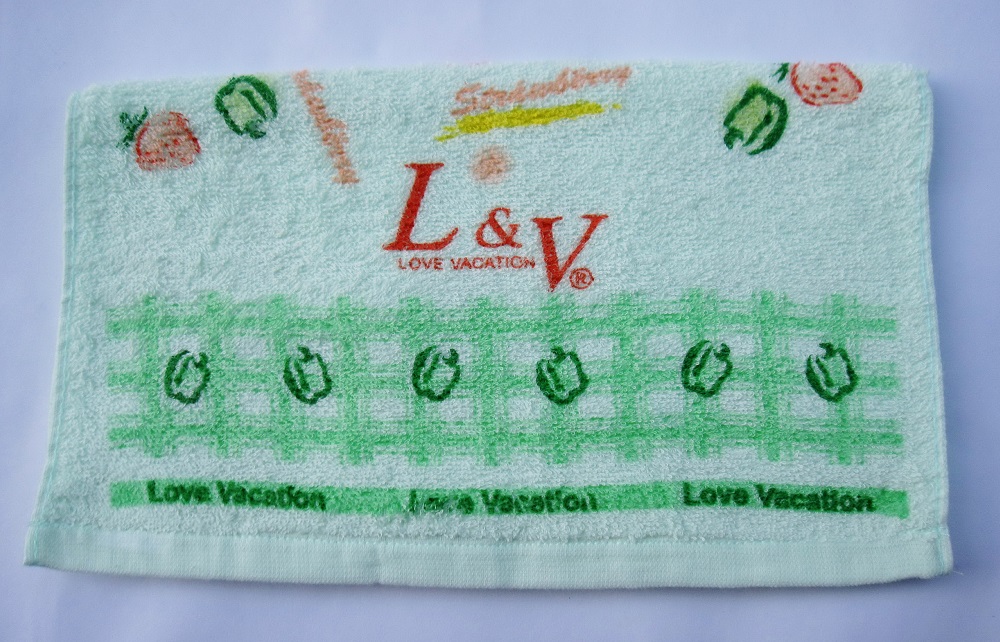 Strawberry
L & V
LOVE VACATION ®
Love Vacation Love Vacation Love Vacation